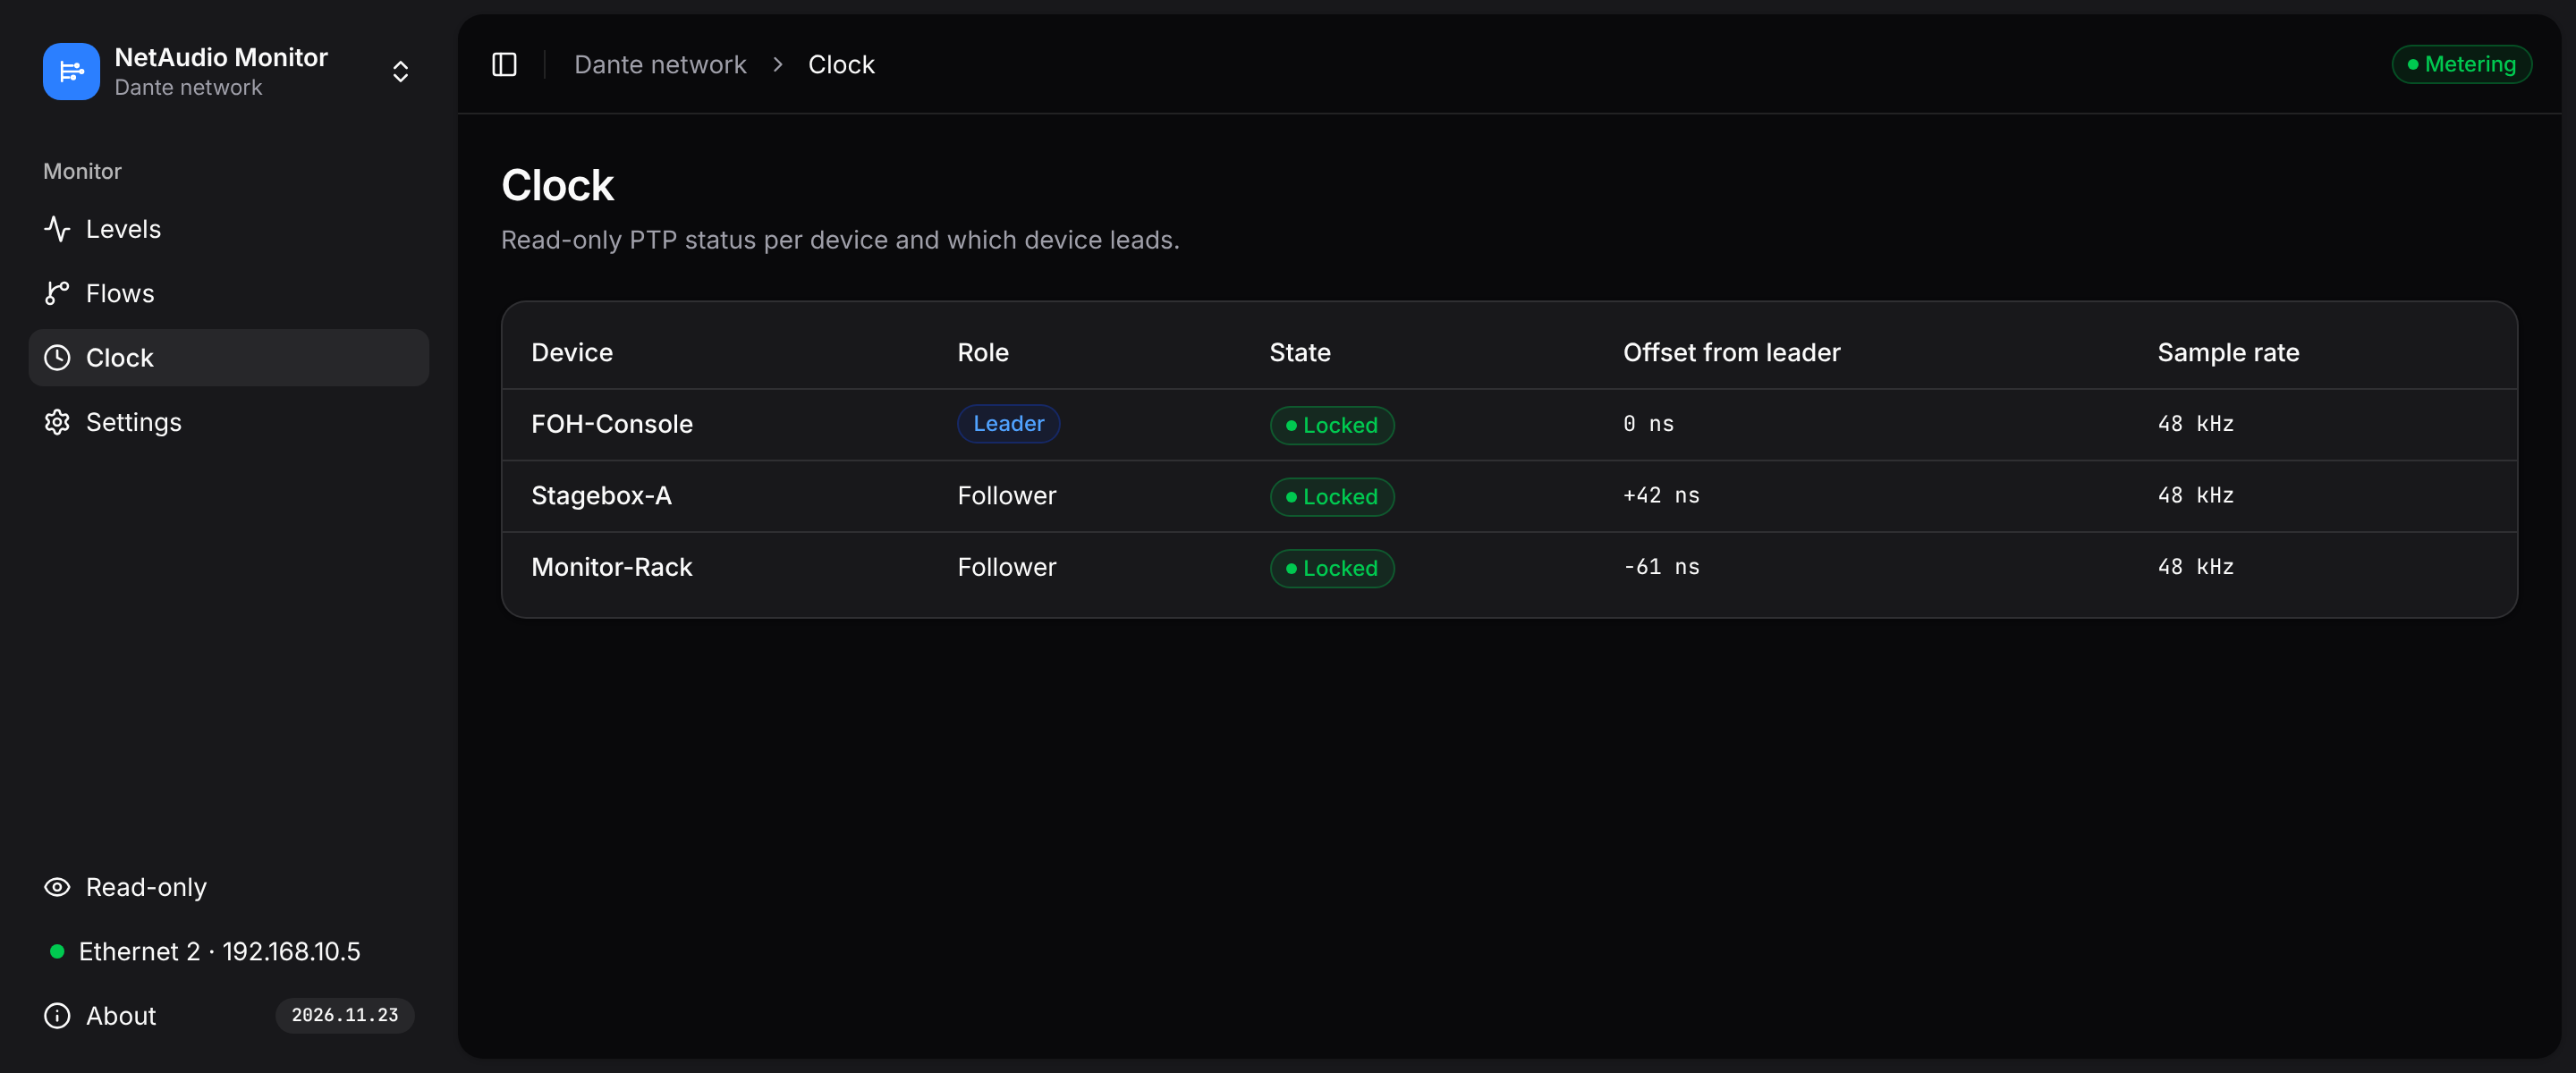 NetAudio Monitor
Dante network
Monitor
Levels
Flows
Clock
Settings
Read-only
Ethernet 2 · 192.168.10.5
About 2026.11.23
Dante network > Clock
Metering
Clock
Read-only PTP status per device and which device leads.
Device Role State Offset from leader Sample rate
FOH-Console Leader Locked 0 ns 48 kHz
Stagebox-A Follower Locked +42 ns 48 kHz
Monitor-Rack Follower Locked -61 ns 48 kHz